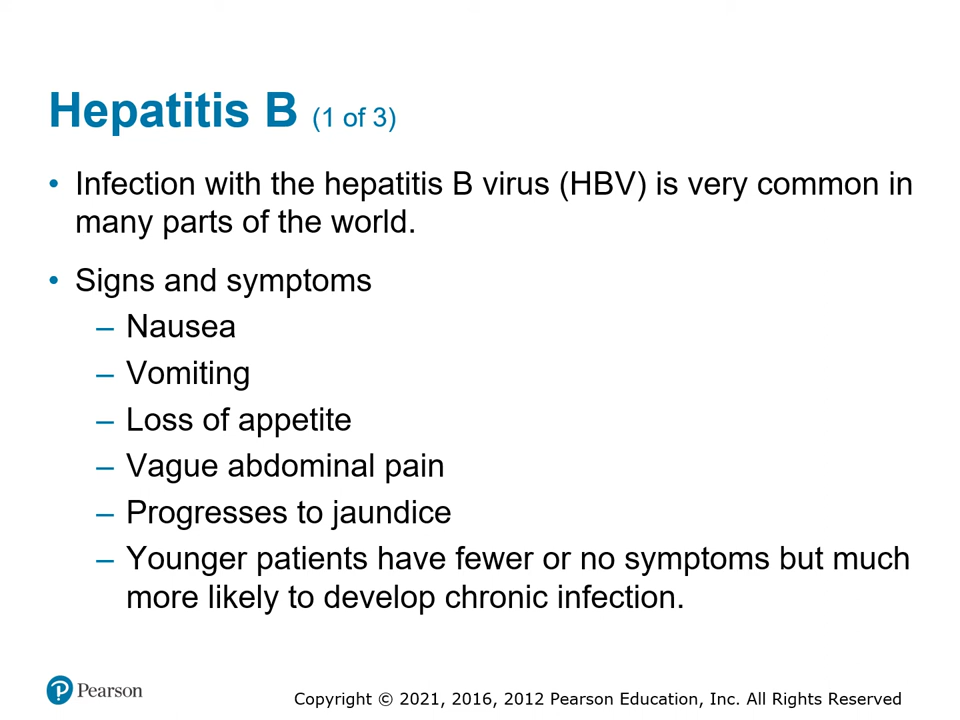 Hepatitis B (1 of 3)
• Infection with the hepatitis B virus (HBV) is very common in
many parts of the world.
• Signs and symptoms
– Nausea
– Vomiting
– Loss of appetite
– Vague abdominal pain
– Progresses to jaundice
– Younger patients have fewer or no symptoms but much
more likely to develop chronic infection.
Pearson
Copyright © 2021, 2016, 2012 Pearson Education, Inc. All Rights Reserved